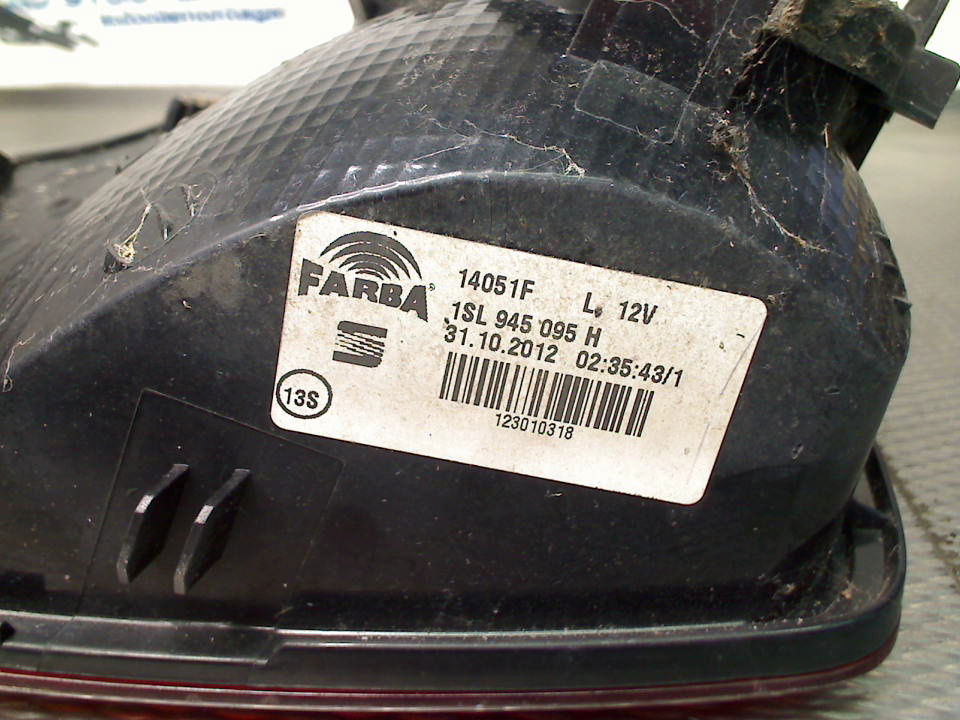 FARBA
14051F L. 12V
1SL 945 095 H
31.10.2012 02:35:43/1
13S
123010318